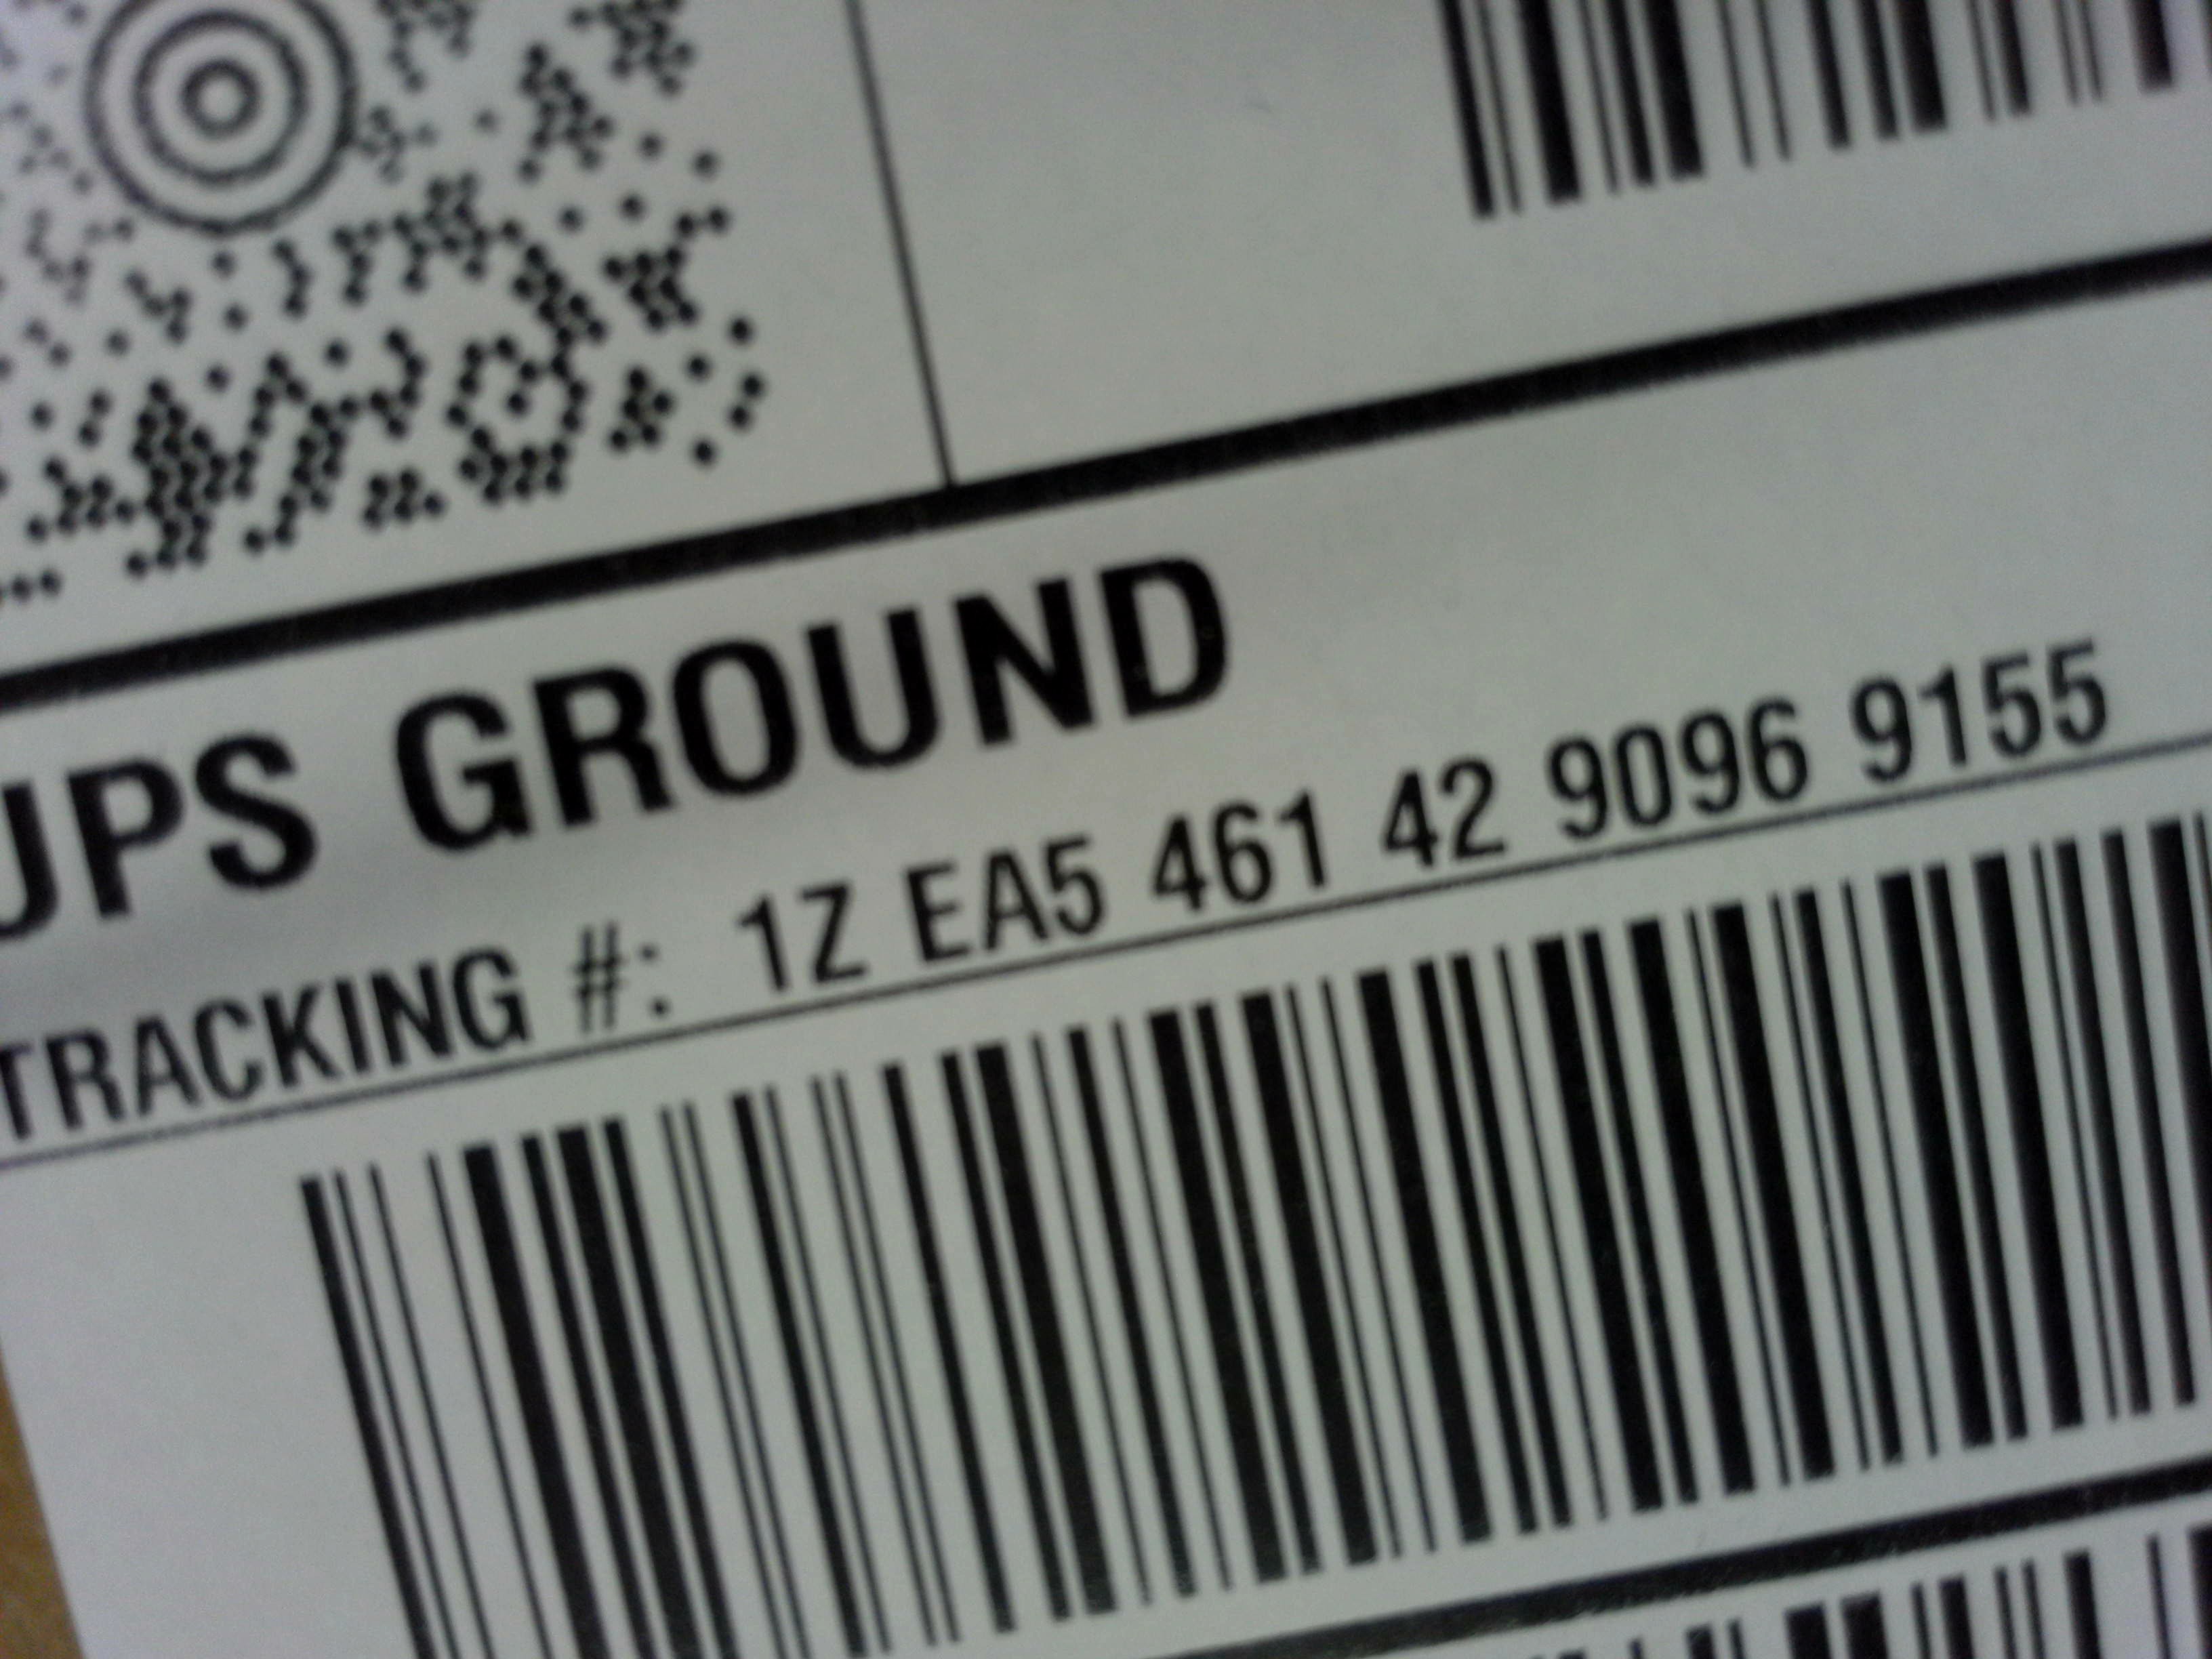 UPS GROUND
TRACKING #: 1Z EA5 461 42 9096 9155